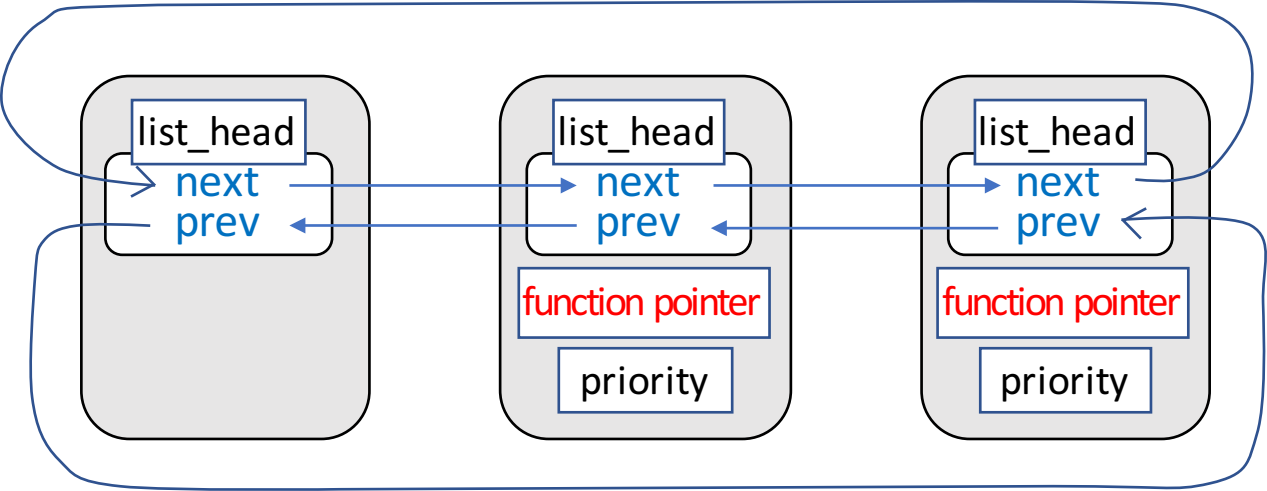 list_head
next
prev
list_head
next
prev
function pointer
priority
list_head
next
prev
function pointer
priority